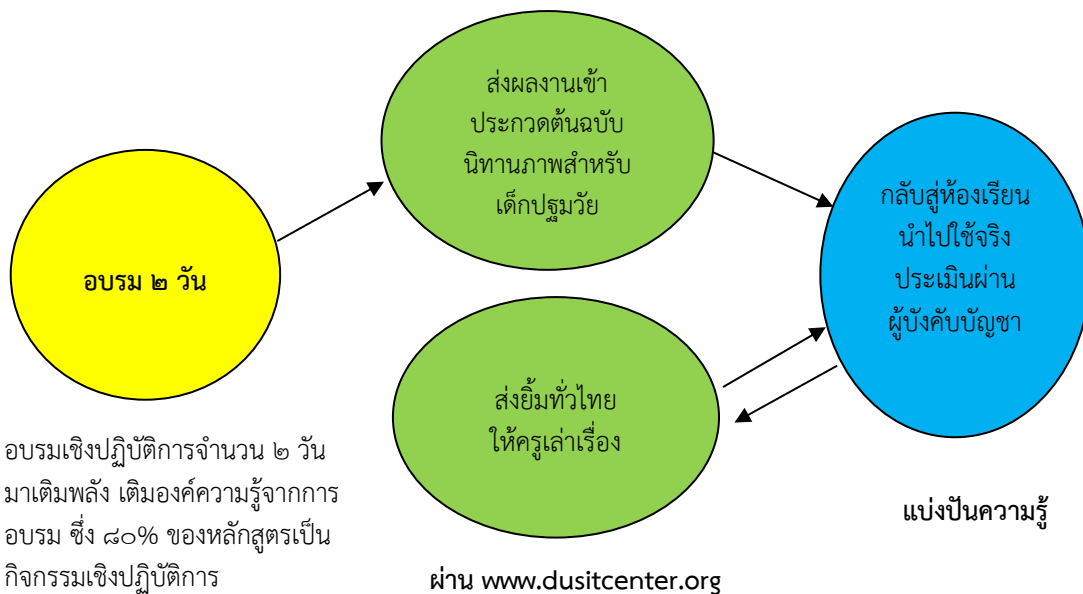 ส่งผลงานเข้า
ประกวดต้นฉบับ
นิทานภาพสำหรับ
เด็กปฐมวัย
อบรม ๒ วัน
กลับสู่ห้องเรียน
นำไปใช้จริง
ประเมินผ่าน
ผู้บังคับบัญชา
ส่งยิ้มทั่วไทย
ให้ครูเล่าเรื่อง
อบรมเชิงปฏิบัติการจำนวน ๒ วัน
มาเติมพลัง เติมองค์ความรู้จากการ
อบรม ซึ่ง ๘๐% ของหลักสูตรเป็น
กิจกรรมเชิงปฏิบัติการ
แบ่งปันความรู้
ผ่าน www.dusitcenter.org